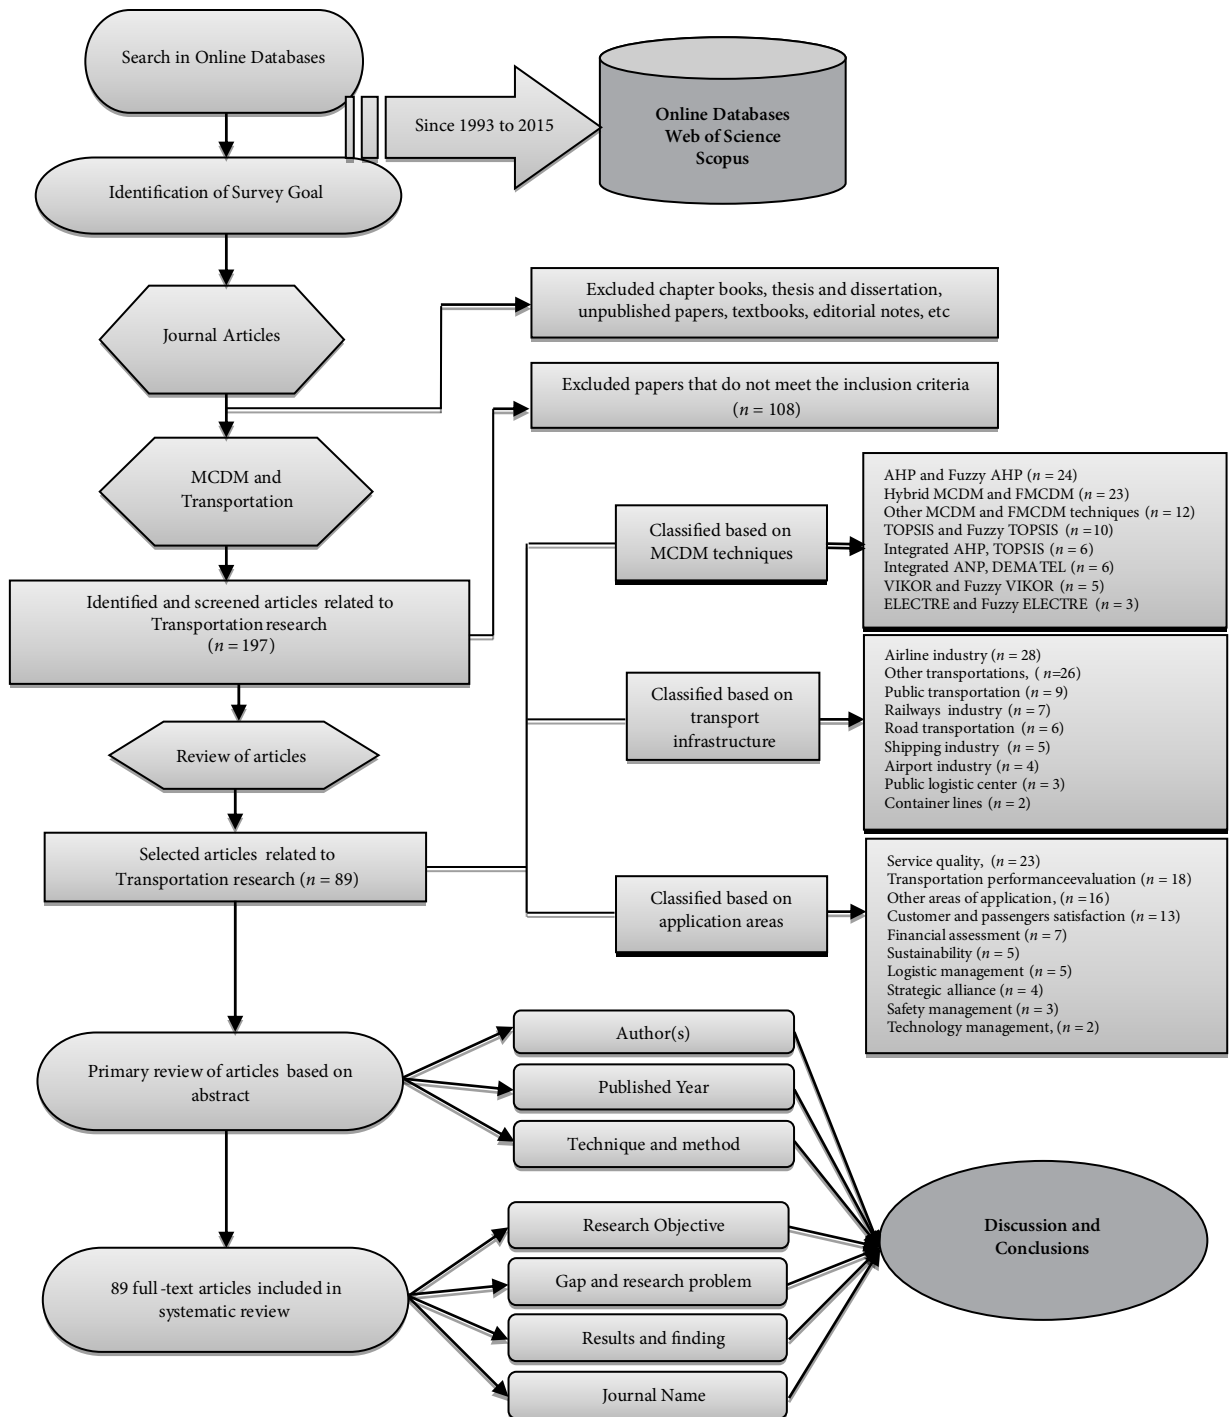 Search in Online Databases
Since 1993 to 2015
Online Databases
Web of Science
Scopus
Identification of Survey Goal
Journal Articles
Excluded chapter books, thesis and dissertation,
unpublished papers, textbooks, editorial notes, etc
Excluded papers that do not meet the inclusion criteria
(n = 108)
MCDM and
Transportation
Identified and screened articles related to
Transportation research
(n = 197)
Review of articles
Selected articles related to
Transportation research (n = 89)
Classified based on
MCDM techniques
AHP and Fuzzy AHP (n = 24)
Hybrid MCDM and FMCDM (n = 23)
Other MCDM and FMCDM techniques (n = 12)
TOPSIS and Fuzzy TOPSIS (n =10)
Integrated AHP, TOPSIS (n = 6)
Integrated ANP, DEMATEL (n = 6)
VIKOR and Fuzzy VIKOR (n = 5)
ELECTRE and Fuzzy ELECTRE (n = 3)
Classified based on
transport
infrastructure
Airline industry (n = 28)
Other transportations, ( n=26)
Public transportation (n = 9)
Railways industry (n = 7)
Road transportation (n = 6)
Shipping industry (n = 5)
Airport industry (n = 4)
Public logistic center (n = 3)
Container lines (n = 2)
Classified based on
application areas
Service quality, (n = 23)
Transportation performanceevaluation (n = 18)
Other areas of application, (n = 16)
Customer and passengers satisfaction (n = 13)
Financial assessment (n = 7)
Sustainability (n = 5)
Logistic management (n = 5)
Strategic alliance (n = 4)
Safety management (n = 3)
Technology management, (n = 2)
Primary review of articles based on
abstract
Author(s)
Published Year
Technique and method
89 full-text articles included in
systematic review
Research Objective
Gap and research problem
Results and finding
Journal Name
Discussion and
Conclusions